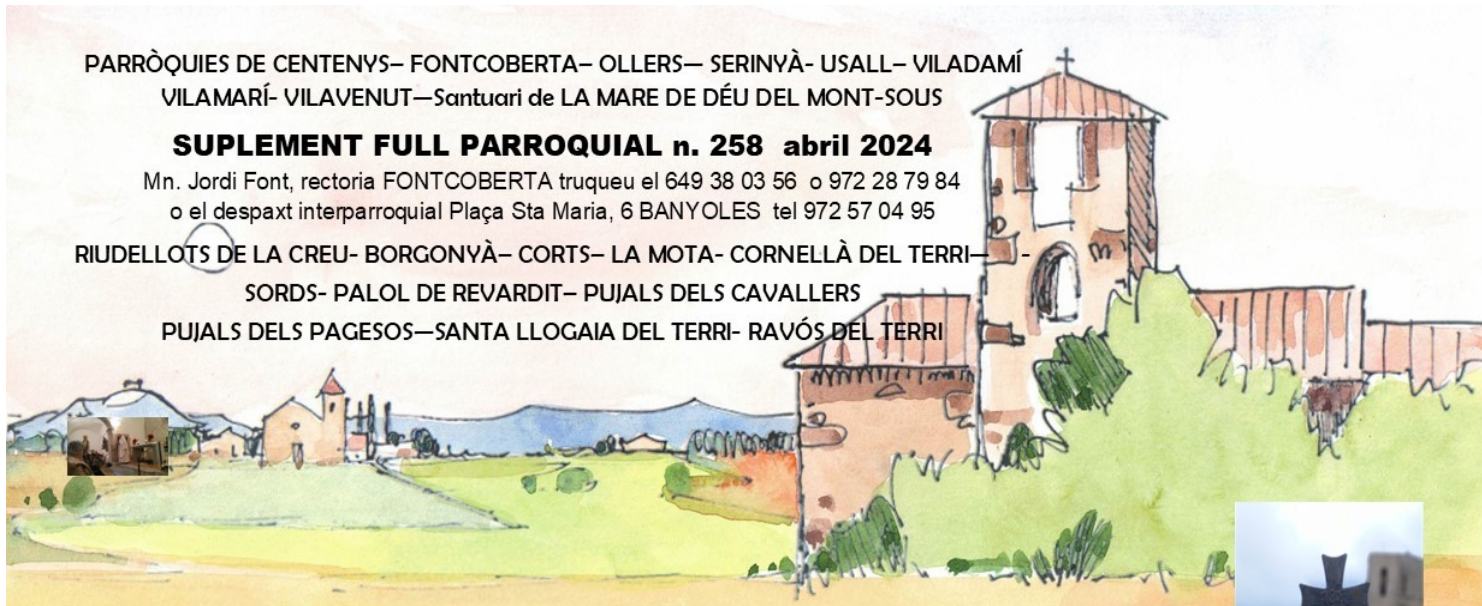 PARRÒQUIES DE CENTENYS– FONTCOBERTA– OLLERS— SERINYÀ- USALL– VILADAMÍ
VILAMARÍ- VILAVENUT—Santuari de LA MARE DE DÉU DEL MONT-SOUS
SUPLEMENT FULL PARROQUIAL n. 258 abril 2024
Mn. Jordi Font, rectoria FONTCOBERTA truqueu el 649 38 03 56 o 972 28 79 84
o el despaxt interparroquial Plaça Sta Maria, 6 BANYOLES tel 972 57 04 95
RIUDELLOTS DE LA CREU- BORGONYÀ– CORTS– LA MOTA- CORNELLÀ DEL TERRI— -
SORDS- PALOL DE REVARDIT– PUJALS DELS CAVALLERS
PUJALS DELS PAGESOS—SANTA LLOGAIA DEL TERRI- RAVÓS DEL TERRI